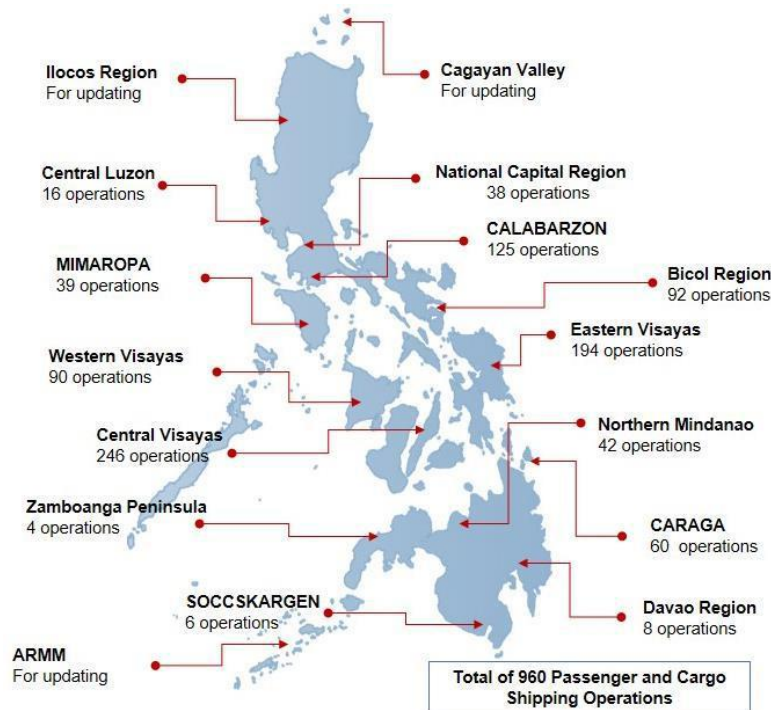 Ilocos Region
For updating
Cagayan Valley
For updating
Central Luzon
16 operations
National Capital Region
38 operations
CALABARZON
125 operations
MIMAROPA
39 operations
Bicol Region
92 operations
Eastern Visayas
194 operations
Western Visayas
90 operations
Northern Mindanao
42 operations
Central Visayas
246 operations
Zamboanga Peninsula
4 operations
CARAGA
60 operations
SOCCSKARGEN
6 operations
Davao Region
8 operations
ARMM
For updating
Total of 960 Passenger and Cargo
Shipping Operations